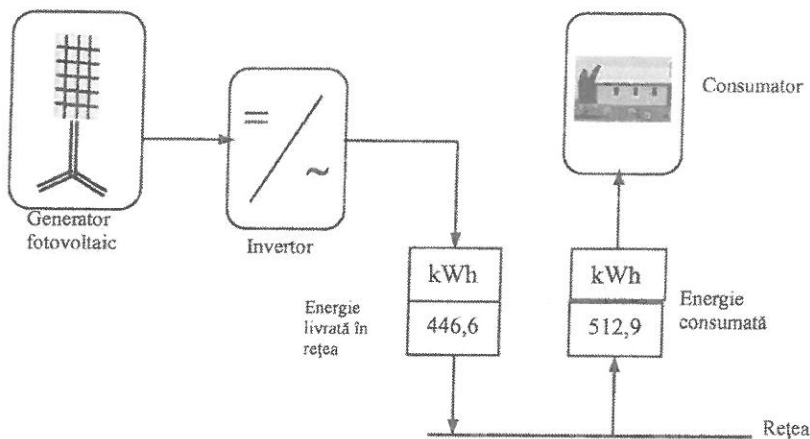 Generator
fotovoltaic
Invertor
Consumator
kWh
446,6
Energie
livrată în
rețea
kWh
512,9
Energie
consumată
Rețea